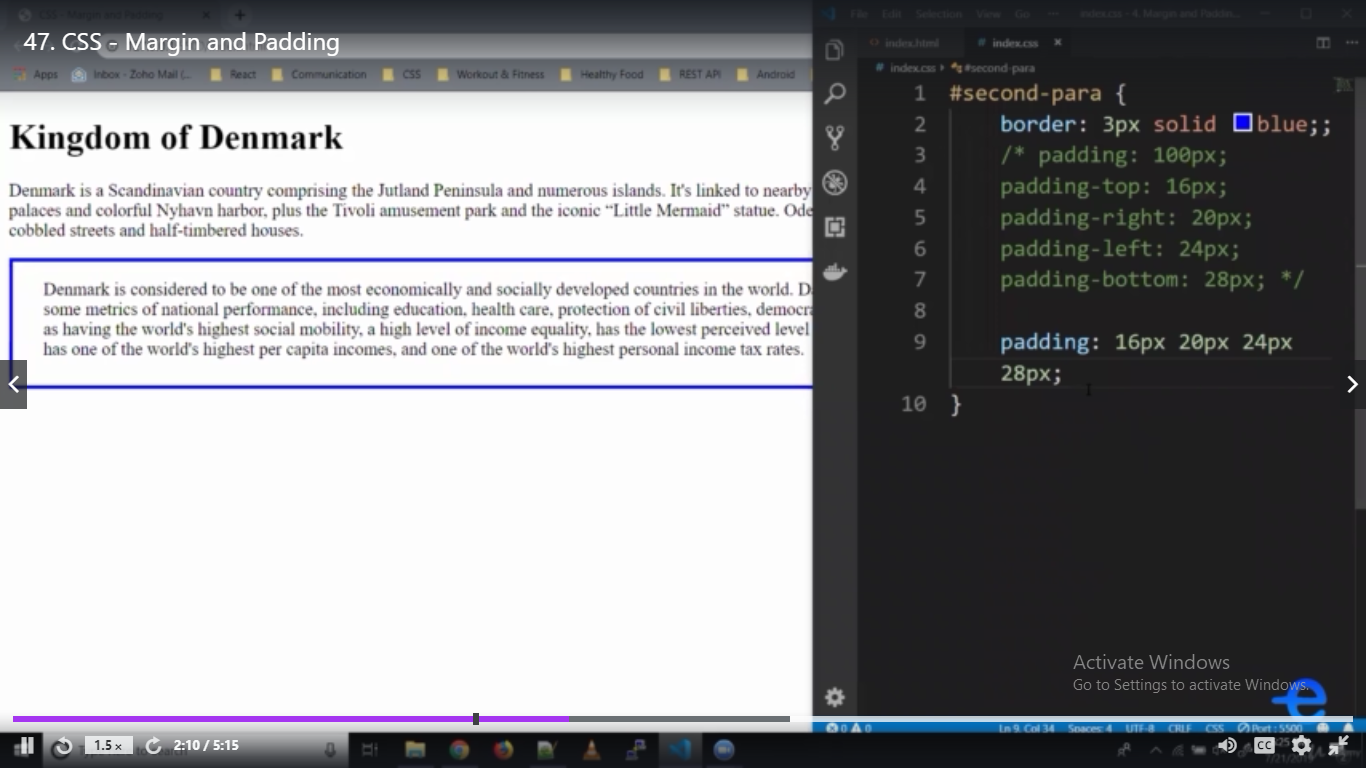 CSS - Margin and Padding
47. CSS - Margin and Padding
Apps Inbox - Zoho Mail (... React Communication CSS Workout & Fitness Healthy Food REST API Android
Kingdom of Denmark
Denmark is a Scandinavian country comprising the Jutland Peninsula and numerous islands. It's linked to nearby
palaces and colorful Nyhavn harbor, plus the Tivoli amusement park and the iconic “Little Mermaid” statue. Ode
cobbled streets and half-timbered houses.
Denmark is considered to be one of the most economically and socially developed countries in the world. D
some metrics of national performance, including education, health care, protection of civil liberties, democra
as having the world's highest social mobility, a high level of income equality, has the lowest perceived level
has one of the world's highest per capita incomes, and one of the world's highest personal income tax rates.
File Edit Selection View Go ... index.css - 4. Margin and Paddin...
index.html # index.css ×
# index.css › #second-para
1 #second-para {
2 border: 3px solid blue;;
3 /* padding: 100px;
4 padding-top: 16px;
5 padding-right: 20px;
6 padding-left: 24px;
7 padding-bottom: 28px; */
8
9 padding: 16px 20px 24px
28px;
10 }
Activate Windows
Go to Settings to activate Windows.
e
0 0 Ln 9, Col 34 Spaces: 4 UTF-8 CRLF CSS Port : 5500
1.5 × 2:10 / 5:15 CC